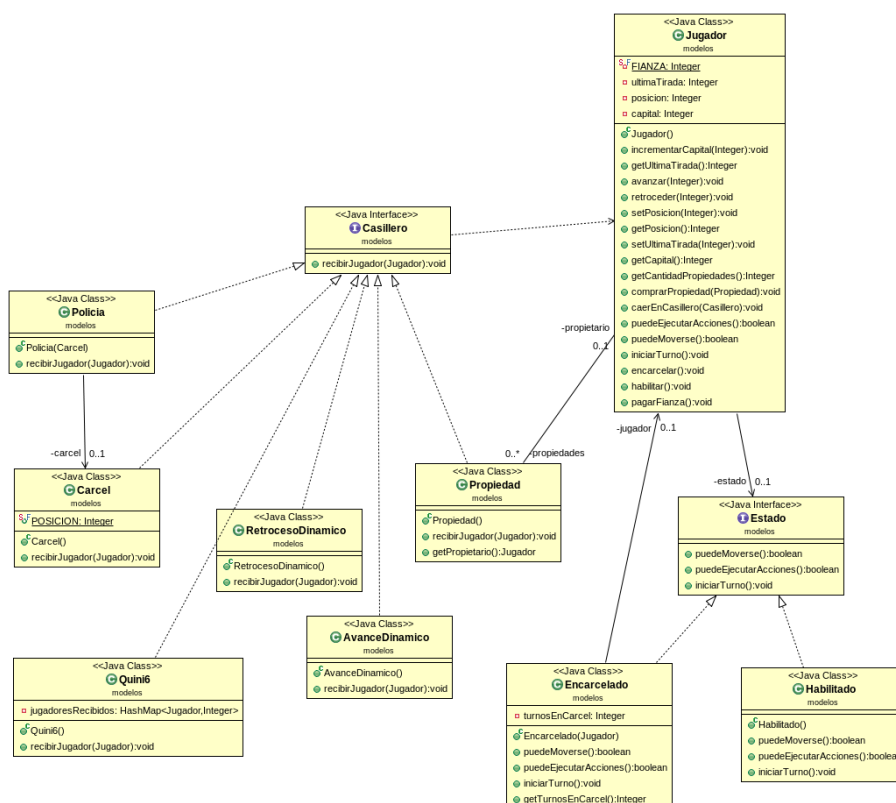 <<Java Class>>
Jugador
modelos
FIANZA: Integer
ultimaTirada: Integer
posicion: Integer
capital: Integer
Jugador()
incrementarCapital(Integer):void
getUltimaTirada():Integer
avanzar(Integer):void
retroceder(Integer):void
setPosicion(Integer):void
getPosicion():Integer
setUltimaTirada(Integer):void
getCapital():Integer
getCantidadPropiedades():Integer
comprarPropiedad(Propiedad):void
caerEnCasillero(Casillero):void
puedeEjecutarAcciones():boolean
puedeMoverse():boolean
iniciarTurno():void
encarcelar():void
habilitar():void
pagarFianza():void
<<Java Interface>>
Casillero
modelos
recibirJugador(Jugador):void
<<Java Class>>
Policia
modelos
Policia(Carcel)
recibirJugador(Jugador):void
-propietario
0..1
-carcel 0..1
0..* -propiedades
-jugador 0..1
-estado 0..1
<<Java Class>>
Carcel
modelos
POSICION: Integer
Carcel()
recibirJugador(Jugador):void
<<Java Class>>
RetrocesoDinamico
modelos
RetrocesoDinamico()
recibirJugador(Jugador):void
<<Java Class>>
Propiedad
modelos
Propiedad()
recibirJugador(Jugador):void
getPropietario():Jugador
<<Java Interface>>
Estado
modelos
puedeMoverse():boolean
puedeEjecutarAcciones():boolean
iniciarTurno():void
<<Java Class>>
AvanceDinamico
modelos
AvanceDinamico()
recibirJugador(Jugador):void
<<Java Class>>
Quini6
modelos
jugadoresRecibidos: HashMap<Jugador,Integer>
Quini6()
recibirJugador(Jugador):void
<<Java Class>>
Encarcelado
modelos
turnosEnCarcel: Integer
Encarcelado(Jugador)
puedeMoverse():boolean
puedeEjecutarAcciones():boolean
iniciarTurno():void
getTurnosEnCarcel():Integer
<<Java Class>>
Habilitado
modelos
Habilitado()
puedeMoverse():boolean
puedeEjecutarAcciones():boolea
iniciarTurno():void